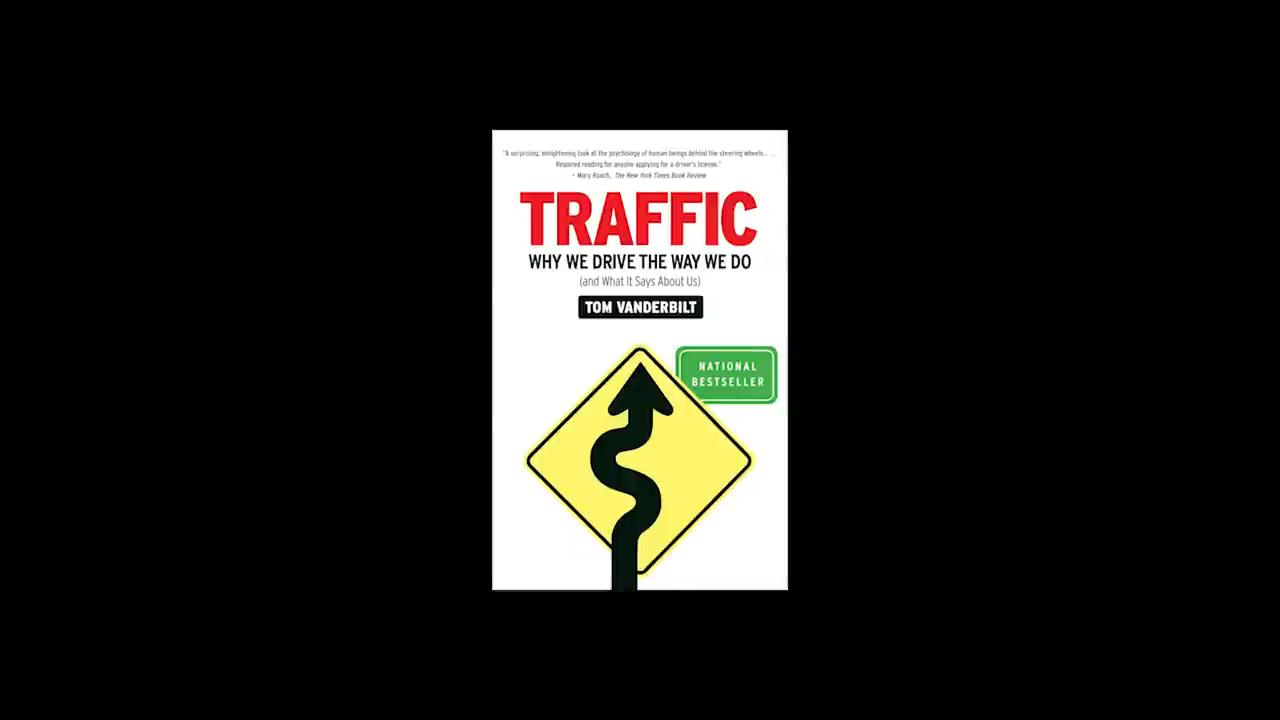 "A surprising, enlightening look at the psychology of human beings behind the steering wheels. . . .
Required reading for anyone applying for a driver's license."
– Mary Roach, The New York Times Book Review
TRAFFIC
WHY WE DRIVE THE WAY WE DO
(and What It Says About Us)
TOM VANDERBILT
NATIONAL
BESTSELLER